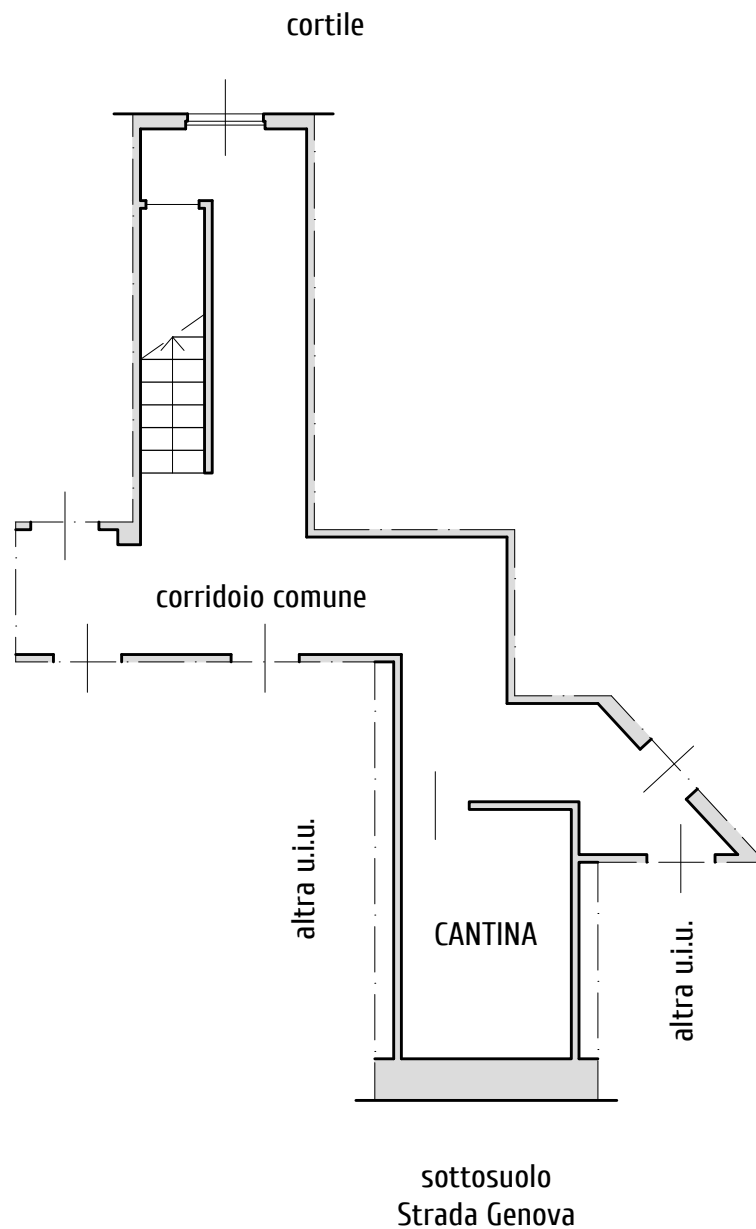 cortile
corridoio comune
altra u.i.u.
CANTINA
altra u.i.u.
sottosuolo
Strada Genova